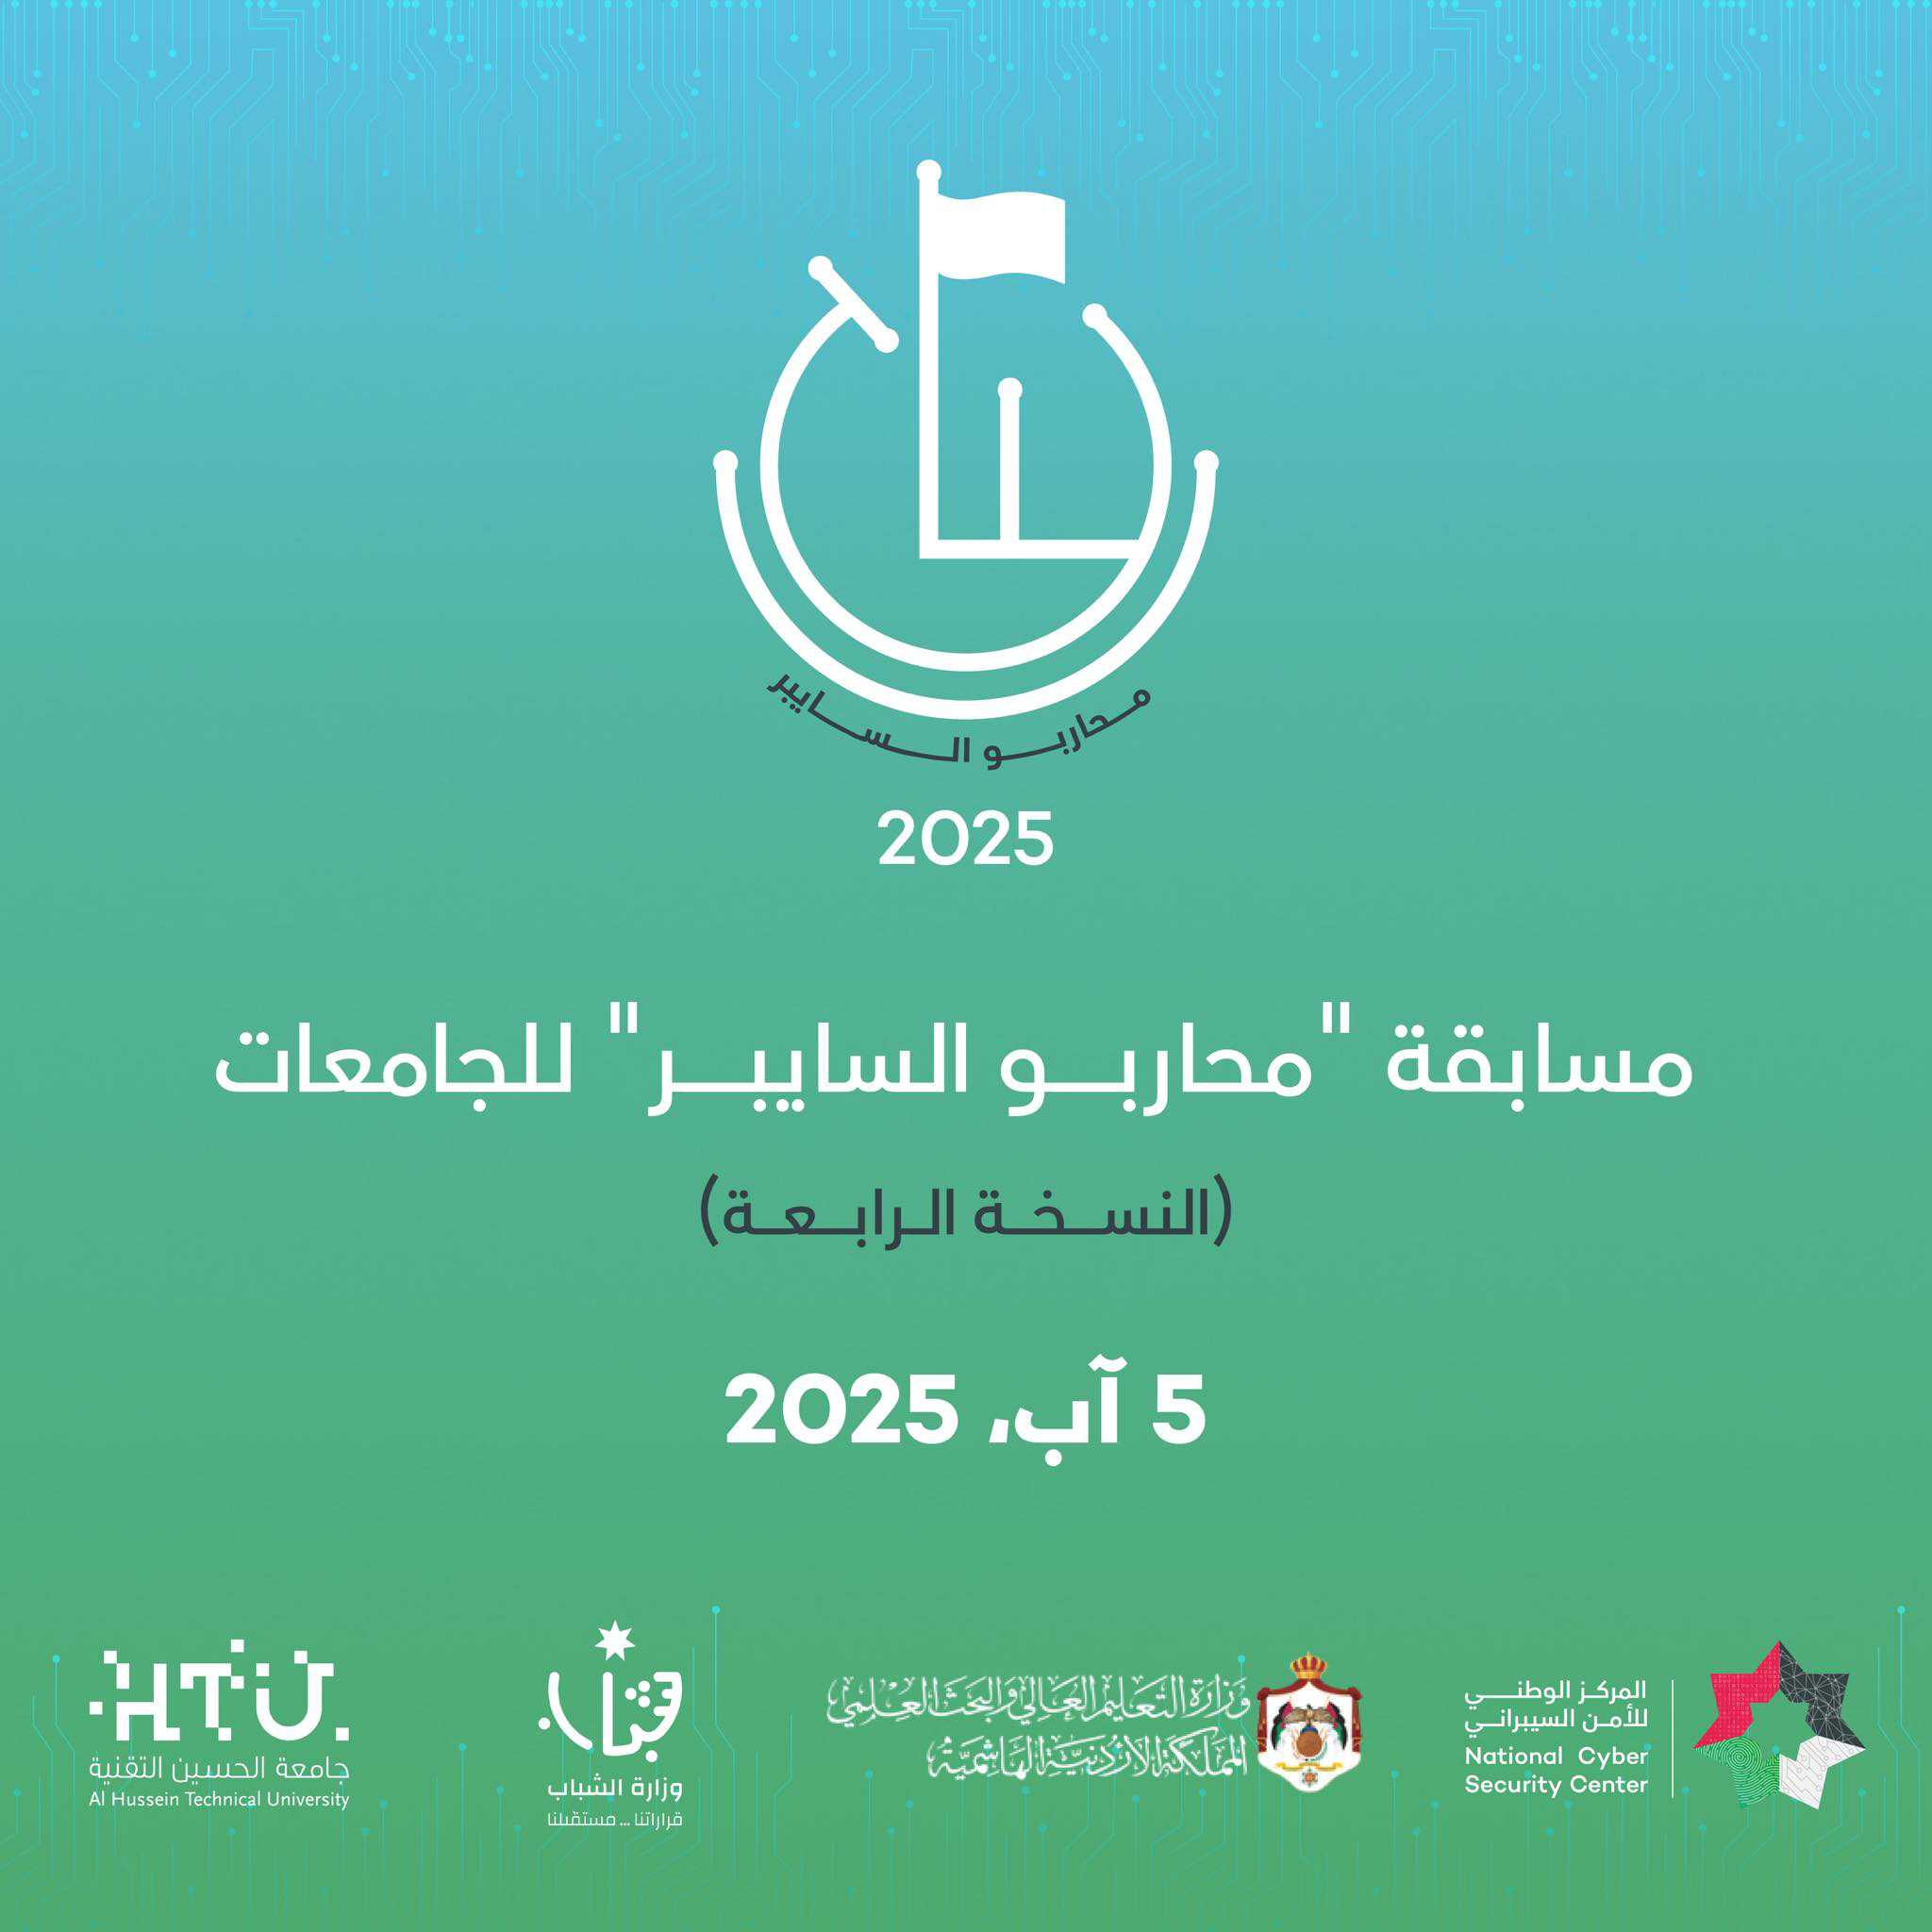 محاربو السايبر
2025
مسابقة "محاربو السايبر" للجامعات
(النسخة الرابعة)
5 آب، 2025
المركز الوطني
للأمن السيبراني
National Cyber
Security Center
وزارة التعليم العالي والبحث العلمي
المملكة الأردنية الهاشمية
شباب
وزارة الشباب
قراراتنا ... مستقبلنا
HTU
جامعة الحسين التقنية
Al Hussein Technical University